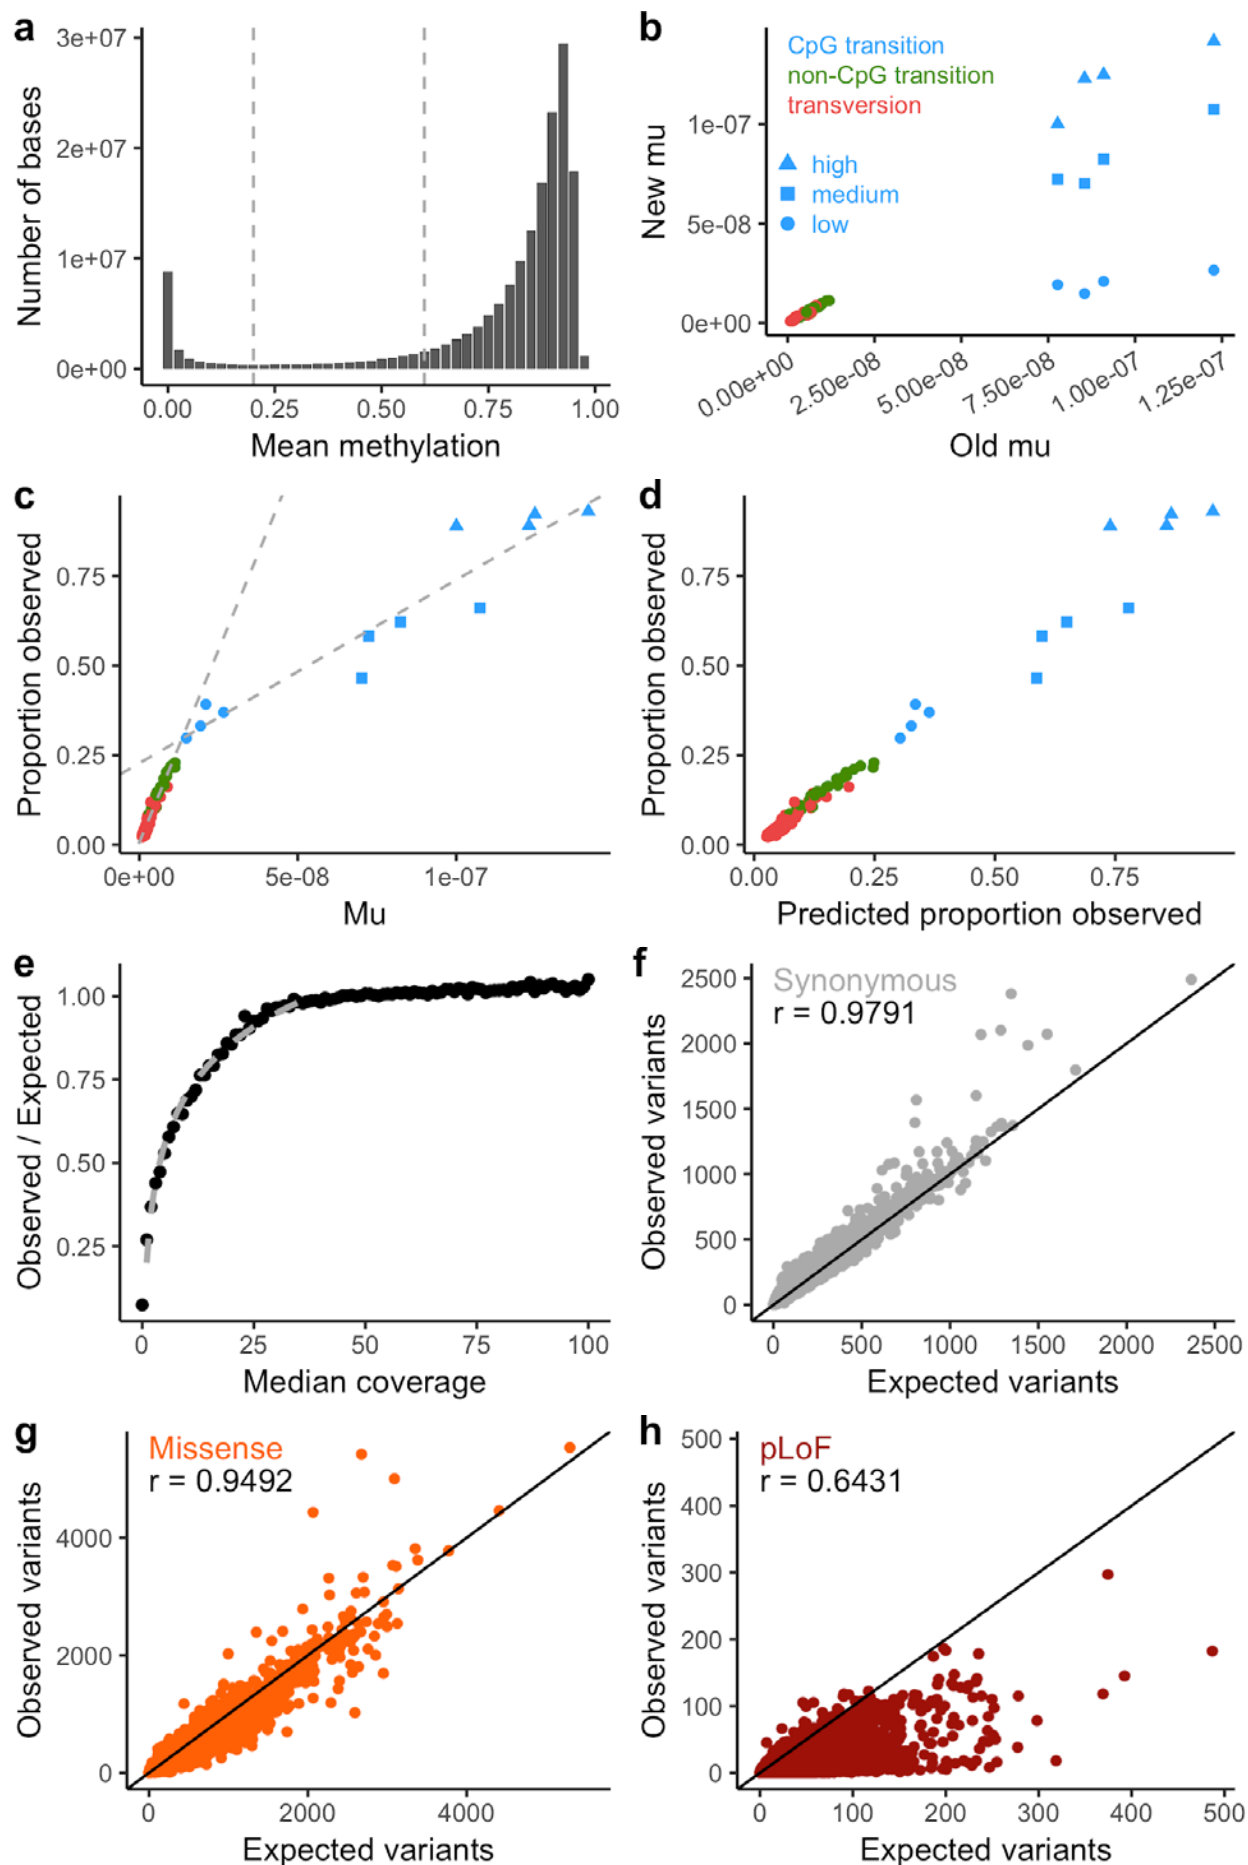 a
3e+07
2e+07
1e+07
0e+00
Number of bases
0.00
0.25
0.50
0.75
1.00
Mean methylation
b
CpG transition
non-CpG transition
transversion
high
medium
low
1e-07
5e-08
0e+00
New mu
0.00e+00
2.50e-08
5.00e-08
7.50e-08
1.00e-07
1.25e-07
Old mu
c
0.75
0.50
0.25
0.00
Proportion observed
0e+00
5e-08
1e-07
Mu
d
0.75
0.50
0.25
0.00
Proportion observed
0.00
0.25
0.50
0.75
Predicted proportion observed
e
1.00
0.75
0.50
0.25
Observed / Expected
0
25
50
75
100
Median coverage
f
Synonymous
r = 0.9791
2500
2000
1500
1000
500
0
Observed variants
0
500
1000
1500
2000
2500
Expected variants
g
Missense
r = 0.9492
4000
2000
0
Observed variants
0
2000
4000
Expected variants
h
pLoF
r = 0.6431
500
400
300
200
100
0
Observed variants
0
100
200
300
400
500
Expected variants